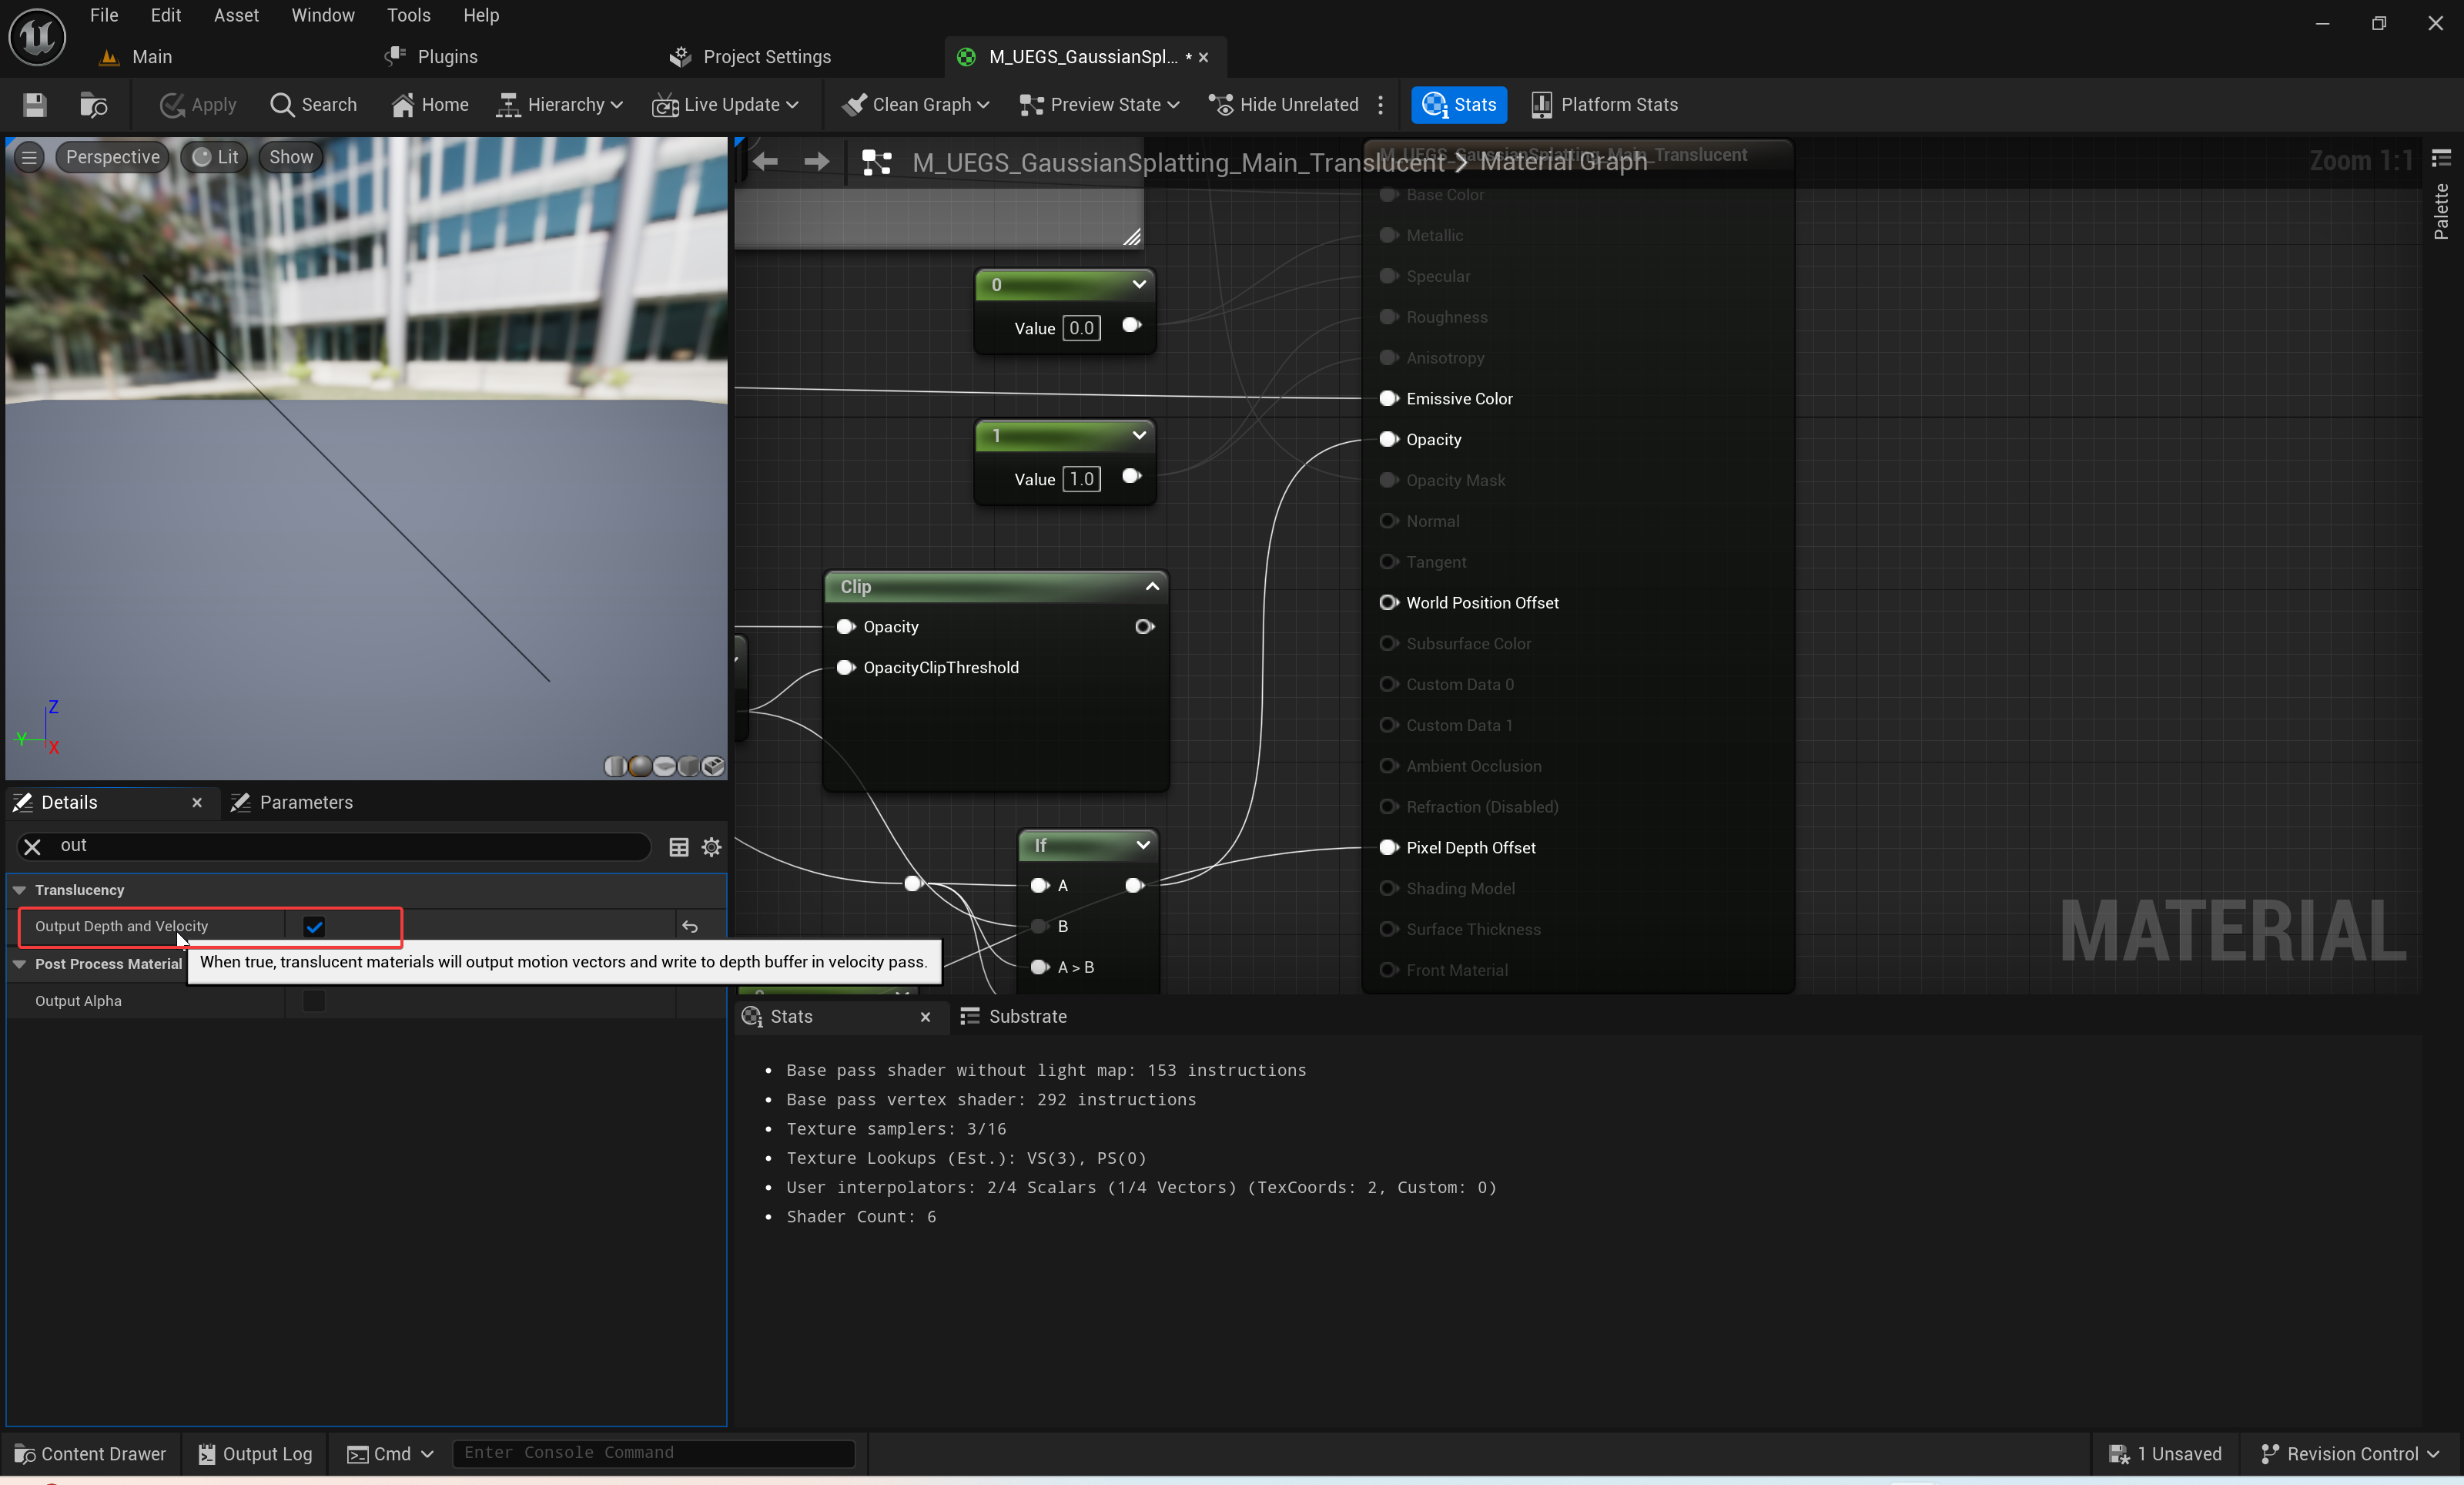 File Edit Asset Window Tools Help
Main Plugins Project Settings M_UEGS_GaussianSpl... *
Apply Search Home Hierarchy Live Update Clean Graph Preview State Hide Unrelated Stats Platform Stats
Perspective Lit Show
M_UEGS_GaussianSplatting_Main_Translucent > Material Graph
M_UEGS_GaussianSplatting_Main_Translucent
Zoom 1:1
Palette
Base Color
Metallic
Specular
Roughness
Anisotropy
Emissive Color
Opacity
Opacity Mask
Normal
Tangent
World Position Offset
Subsurface Color
Custom Data 0
Custom Data 1
Ambient Occlusion
Refraction (Disabled)
Pixel Depth Offset
Shading Model
Surface Thickness
Front Material
0
Value 0.0
1
Value 1.0
Clip
Opacity
OpacityClipThreshold
If
A
B
A > B
MATERIAL
Z
Y
X
Details Parameters
out
Translucency
Output Depth and Velocity
When true, translucent materials will output motion vectors and write to depth buffer in velocity pass.
Post Process Material
Output Alpha
Stats Substrate
• Base pass shader without light map: 153 instructions
• Base pass vertex shader: 292 instructions
• Texture samplers: 3/16
• Texture Lookups (Est.): VS(3), PS(0)
• User interpolators: 2/4 Scalars (1/4 Vectors) (TexCoords: 2, Custom: 0)
• Shader Count: 6
Content Drawer Output Log Cmd Enter Console Command 1 Unsaved Revision Control